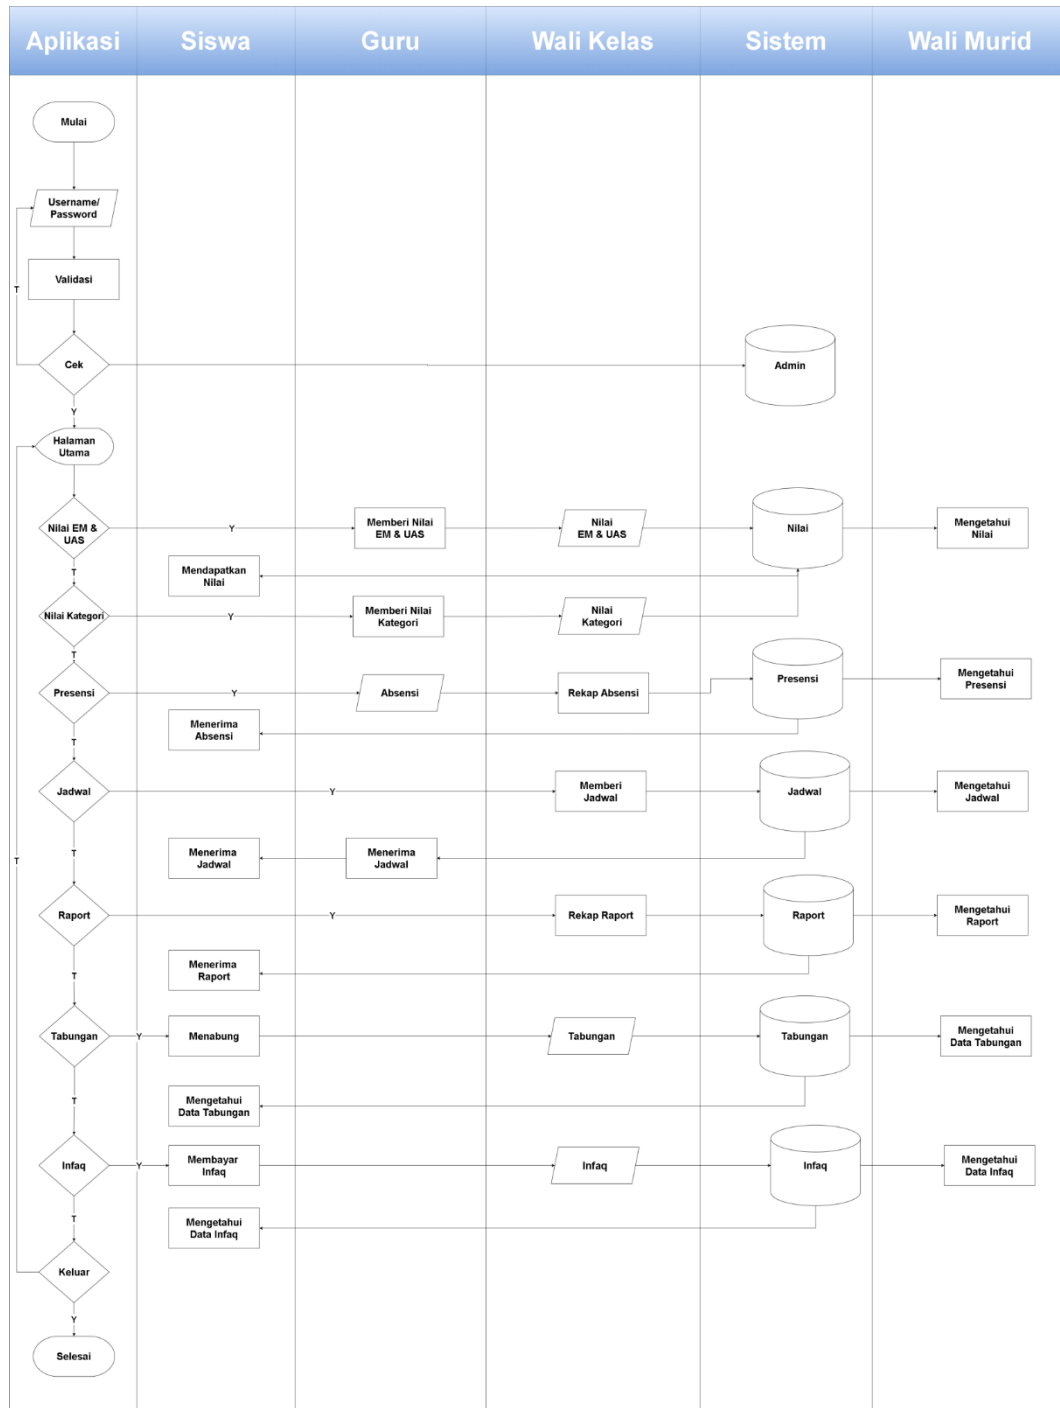 Aplikasi
Siswa
Guru
Wali Kelas
Sistem
Wali Murid
Mulai
Username/
Password
Validasi
T
Cek
Admin
Y
Halaman
Utama
Nilai EM &
UAS
Y
Memberi Nilai
EM & UAS
Nilai
EM & UAS
Nilai
Mengetahui
Nilai
T
Mendapatkan
Nilai
Nilai Kategori
Y
Memberi Nilai
Kategori
Nilai
Kategori
T
Presensi
Y
Absensi
Rekap Absensi
Presensi
Mengetahui
Presensi
T
Menerima
Absensi
Jadwal
Y
Memberi
Jadwal
Jadwal
Mengetahui
Jadwal
T
T
Menerima
Jadwal
Menerima
Jadwal
Raport
Y
Rekap Raport
Raport
Mengetahui
Raport
T
Menerima
Raport
Tabungan
Y
Menabung
Tabungan
Tabungan
Mengetahui
Data Tabungan
T
Mengetahui
Data Tabungan
Infaq
Y
Membayar
Infaq
Infaq
Infaq
Mengetahui
Data Infaq
T
Mengetahui
Data Infaq
Keluar
Y
Selesai